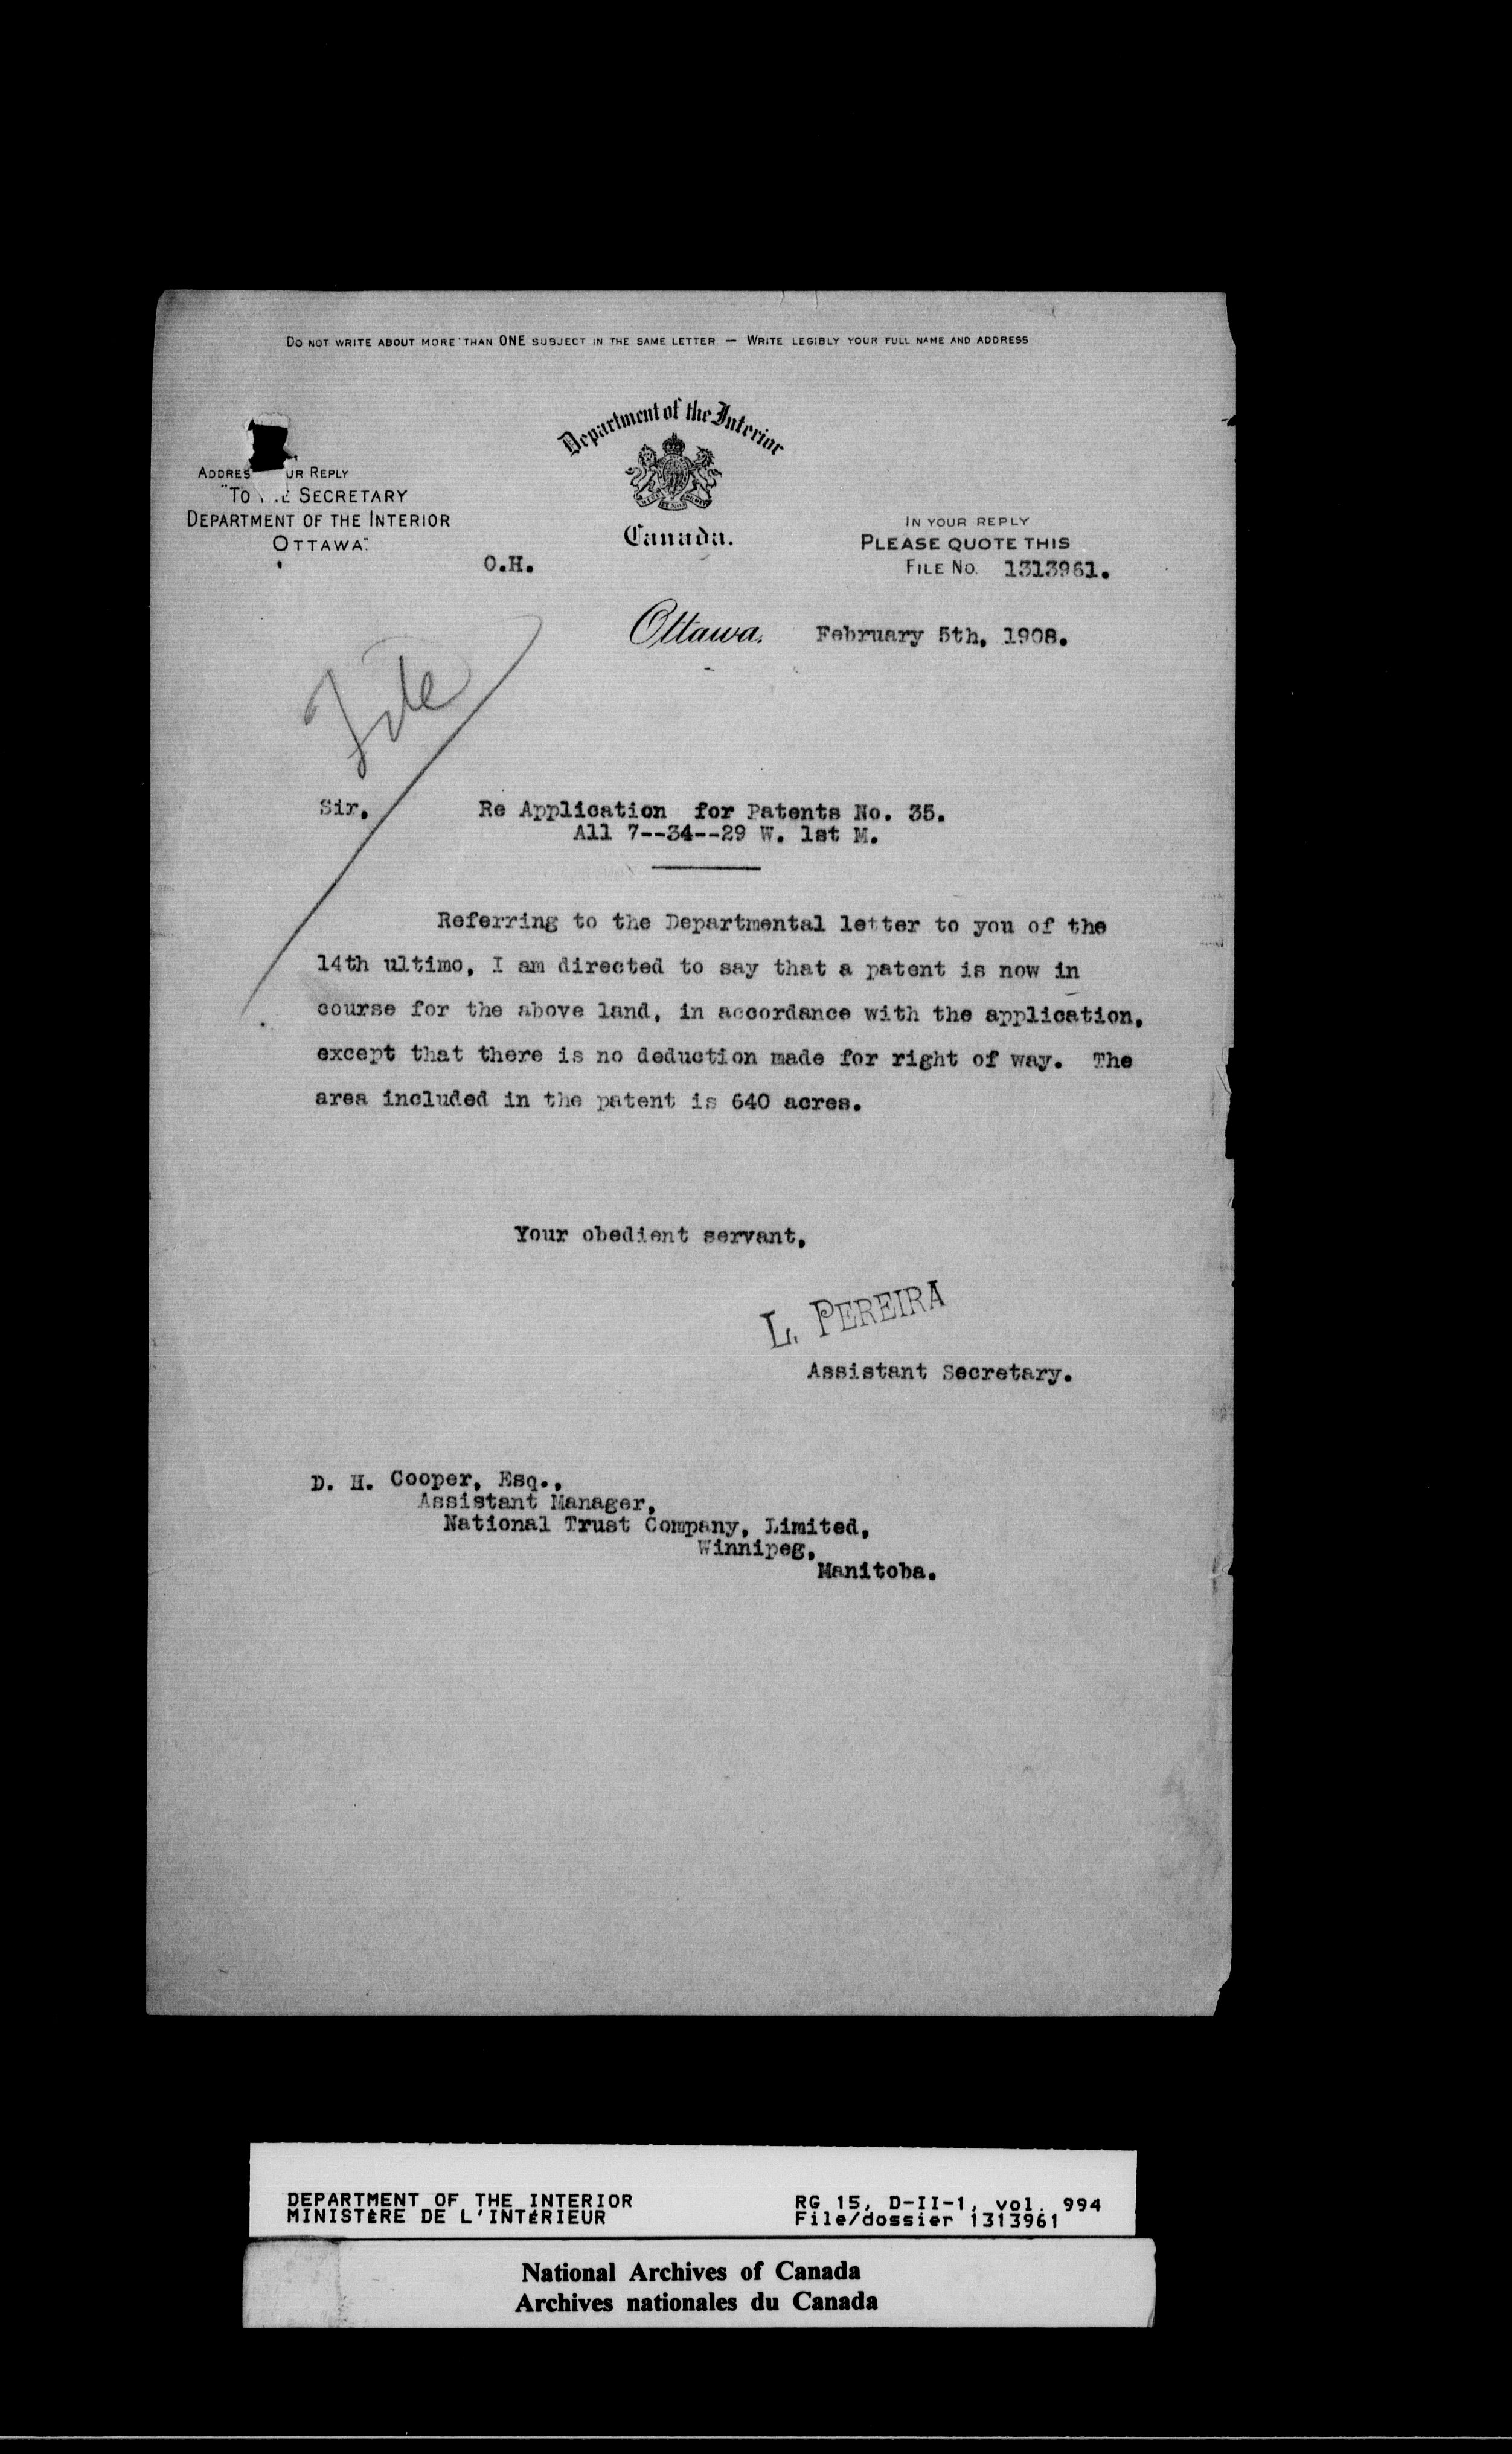 DO NOT WRITE ABOUT MORE THAN ONE SUBJECT IN THE SAME LETTER — WRITE LEGIBLY YOUR FULL NAME AND ADDRESS
Department of the Interior
Canada.
ADDRES UR REPLY
"TO SECRETARY
DEPARTMENT OF THE INTERIOR
OTTAWA."
O.H.
IN YOUR REPLY
PLEASE QUOTE THIS
FILE NO. 1313961.
Ottawa, February 5th, 1908.
File
Sir, Re Application for Patents No. 35.
All 7--34--29 W. 1st M.
Referring to the Departmental letter to you of the
14th ultimo, I am directed to say that a patent is now in
course for the above land, in accordance with the application,
except that there is no deduction made for right of way. The
area included in the patent is 640 acres.
Your obedient servant,
L. PEREIRA
Assistant Secretary.
D. H. Cooper, Esq.,
Assistant Manager,
National Trust Company, Limited,
Winnipeg,
Manitoba.
DEPARTMENT OF THE INTERIOR
MINISTÈRE DE L'INTÉRIEUR
RG 15, D-II-1, vol. 994
File/dossier 1313961
National Archives of Canada
Archives nationales du Canada